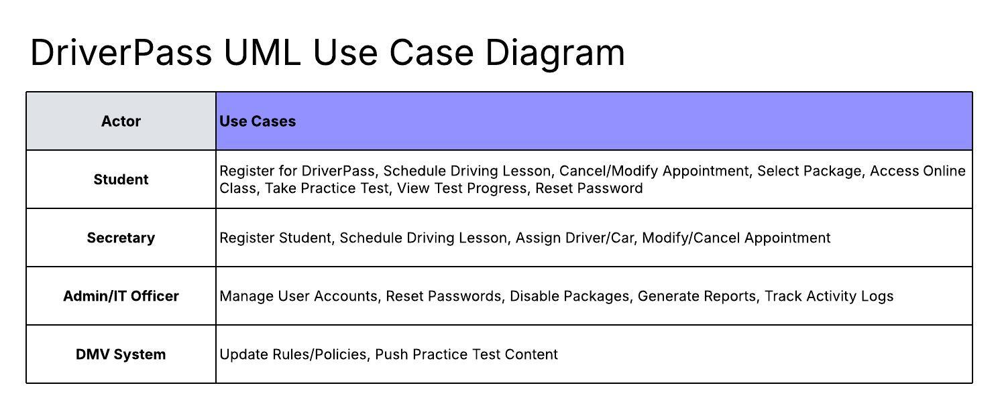 DriverPass UML Use Case Diagram
Actor
Use Cases
Student
Register for DriverPass, Schedule Driving Lesson, Cancel/Modify Appointment, Select Package, Access Online
Class, Take Practice Test, View Test Progress, Reset Password
Secretary
Register Student, Schedule Driving Lesson, Assign Driver/Car, Modify/Cancel Appointment
Admin/IT Officer
Manage User Accounts, Reset Passwords, Disable Packages, Generate Reports, Track Activity Logs
DMV System
Update Rules/Policies, Push Practice Test Content